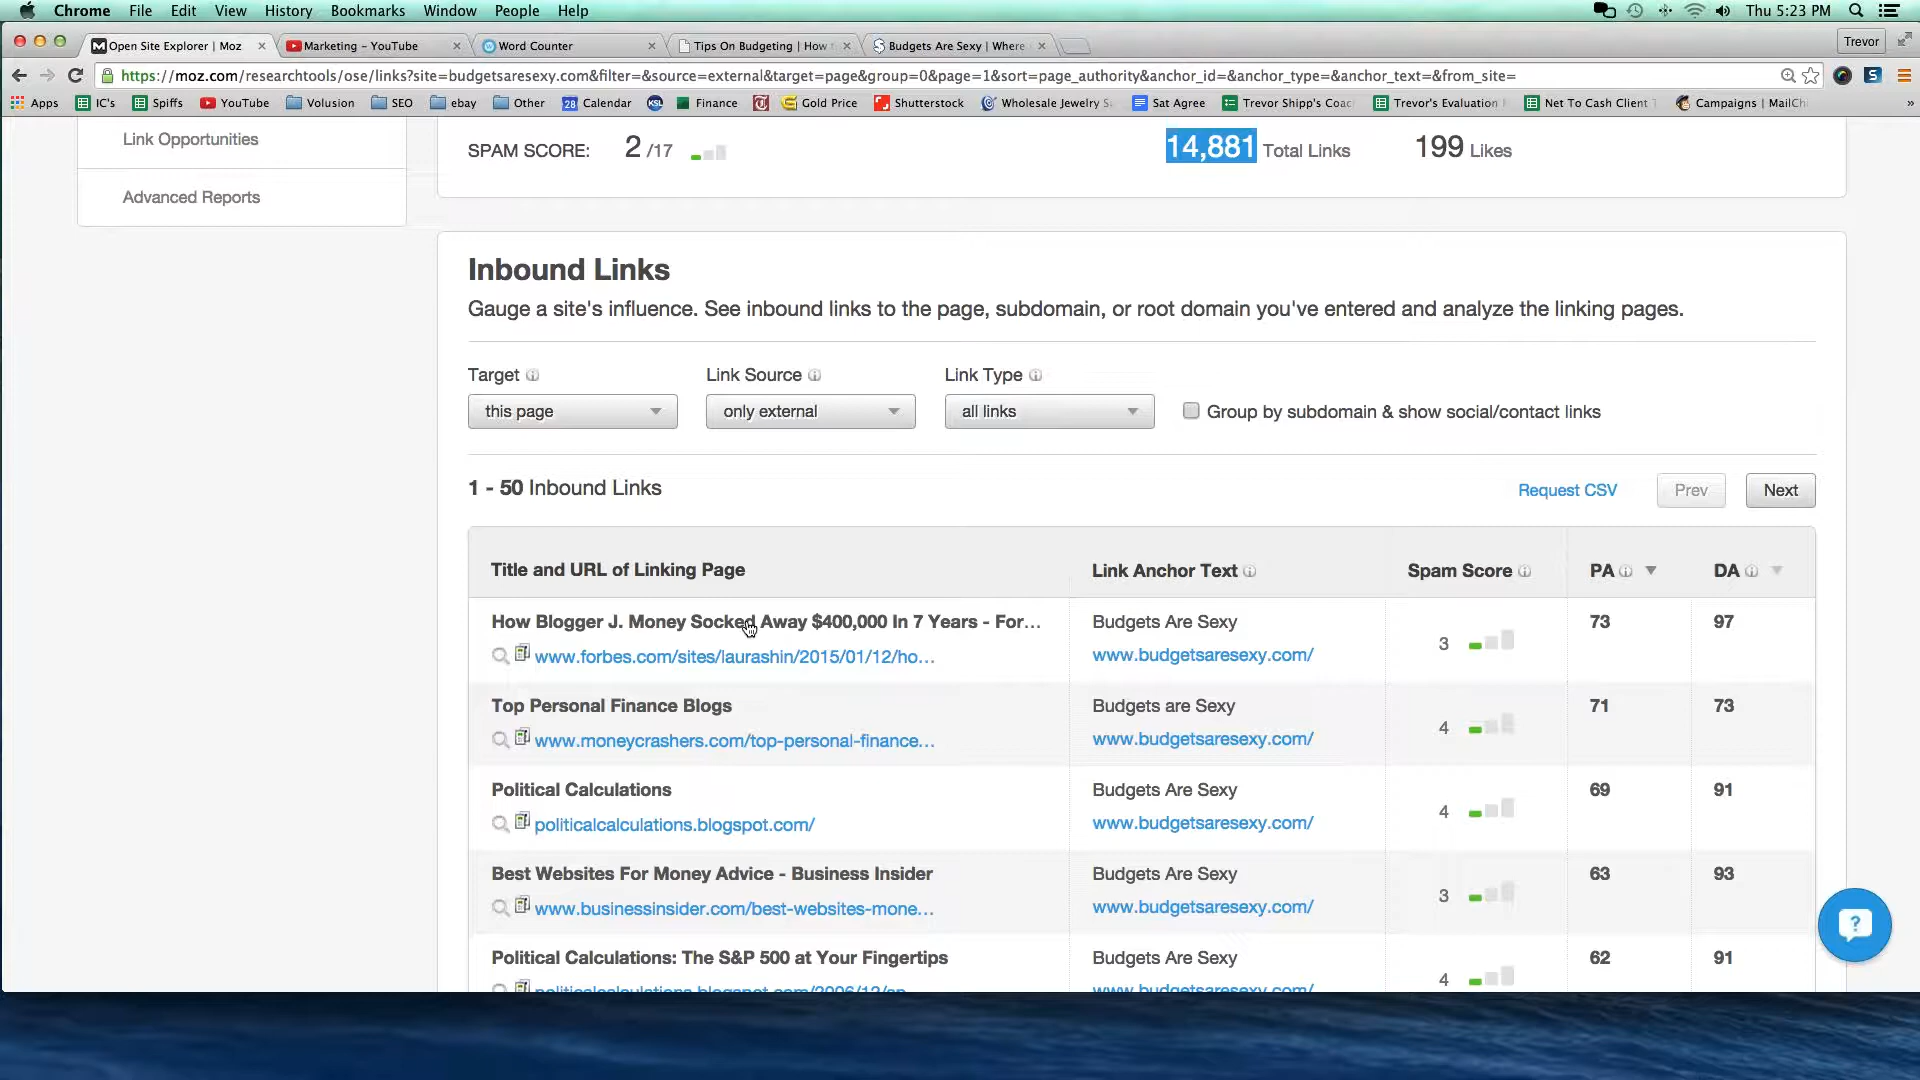 Chrome File Edit View History Bookmarks Window People Help Thu 5:23 PM
Open Site Explorer | Moz Marketing - YouTube Word Counter Tips On Budgeting | How Budgets Are Sexy | Where Trevor
https://moz.com/researchtools/ose/links?site=budgetsaresexy.com&filter=&source=external&target=page&group=0&page=1&sort=page_authority&anchor_id=&anchor_type=&anchor_text=&from_site=
Apps IC's Spiffs YouTube Volusion SEO ebay Other 28 Calendar KSL Finance Gold Price Shutterstock Wholesale Jewelry Sat Agree Trevor Shipp's Coac Trevor's Evaluation Net To Cash Client Campaigns | MailCh »
Link Opportunities
Advanced Reports
SPAM SCORE: 2 /17 14,881 Total Links 199 Likes
Inbound Links
Gauge a site's influence. See inbound links to the page, subdomain, or root domain you've entered and analyze the linking pages.
Target Link Source Link Type
this page only external all links Group by subdomain & show social/contact links
1 - 50 Inbound Links Request CSV Prev Next
Title and URL of Linking Page Link Anchor Text Spam Score PA DA
How Blogger J. Money Socked Away $400,000 In 7 Years - For... Budgets Are Sexy 73 97
www.forbes.com/sites/laurashin/2015/01/12/ho... www.budgetsaresexy.com/ 3
Top Personal Finance Blogs Budgets are Sexy 71 73
www.moneycrashers.com/top-personal-finance... www.budgetsaresexy.com/ 4
Political Calculations Budgets Are Sexy 69 91
politicalcalculations.blogspot.com/ www.budgetsaresexy.com/ 4
Best Websites For Money Advice - Business Insider Budgets Are Sexy 63 93
www.businessinsider.com/best-websites-mone... www.budgetsaresexy.com/ 3
Political Calculations: The S&P 500 at Your Fingertips Budgets Are Sexy 62 91
politicalcalculations.blogspot.com/2006/12/sp... www.budgetsaresexy.com/ 4